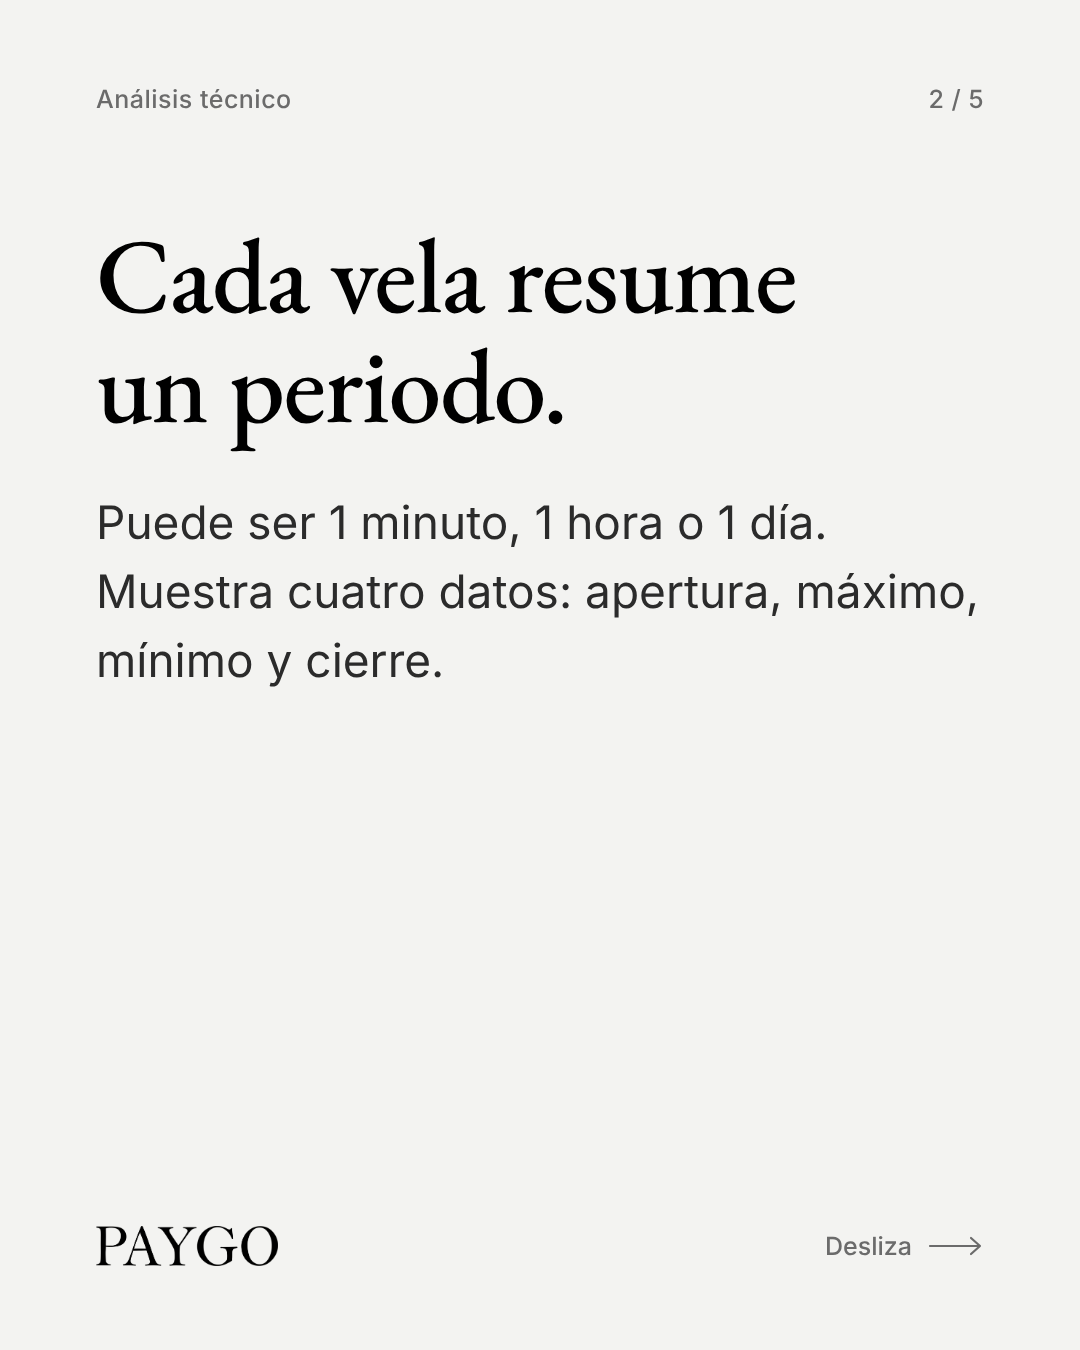 Análisis técnico
2 / 5
Cada vela resume
un periodo.
Puede ser 1 minuto, 1 hora o 1 día.
Muestra cuatro datos: apertura, máximo,
mínimo y cierre.
PAYGO
Desliza